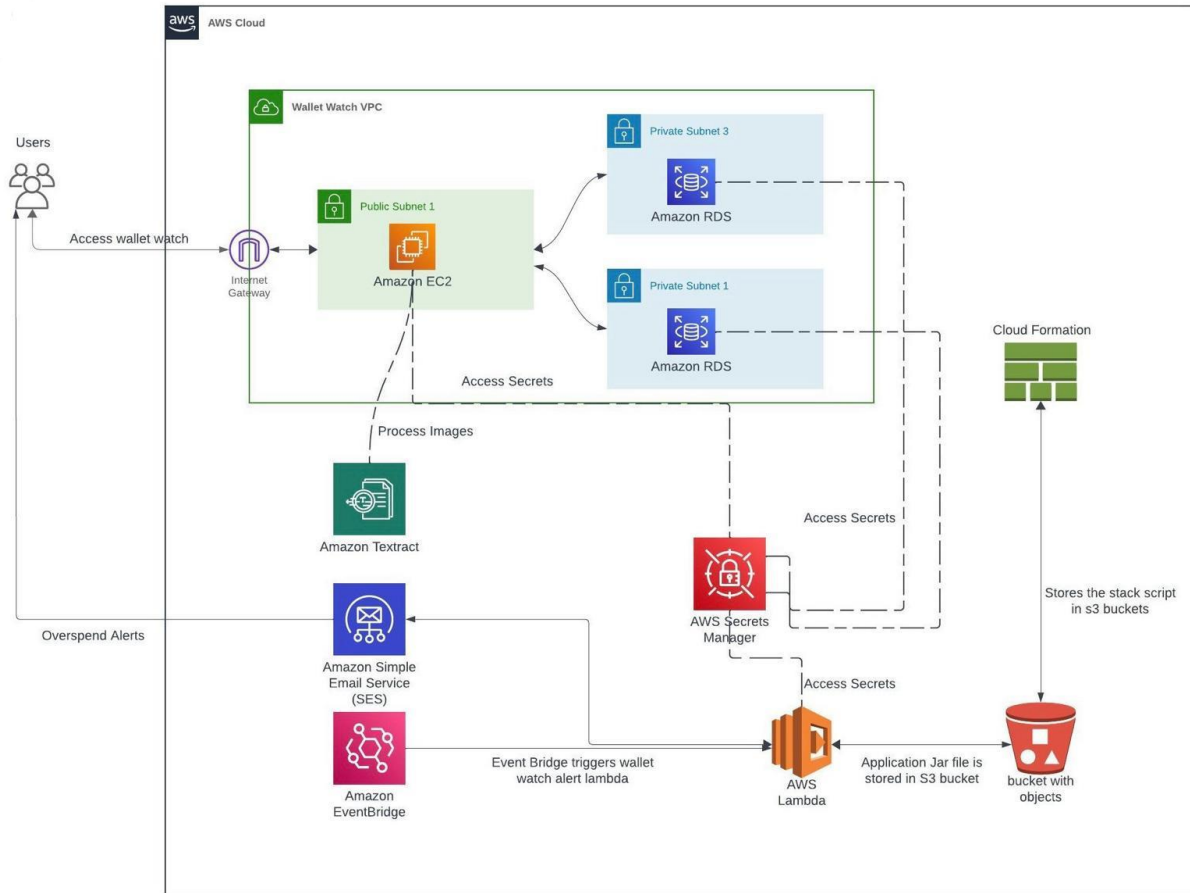 aws
AWS Cloud
Wallet Watch VPC
Users
Private Subnet 3
Amazon RDS
Public Subnet 1
Amazon EC2
Access wallet watch
Internet
Gateway
Private Subnet 1
Amazon RDS
Cloud Formation
Access Secrets
Process Images
Amazon Textract
Access Secrets
AWS Secrets
Manager
Stores the stack script
in s3 buckets
Overspend Alerts
Amazon Simple
Email Service
(SES)
Access Secrets
Event Bridge triggers wallet
watch alert lambda
Application Jar file is
stored in S3 bucket
AWS
Lambda
bucket with
objects
Amazon
EventBridge